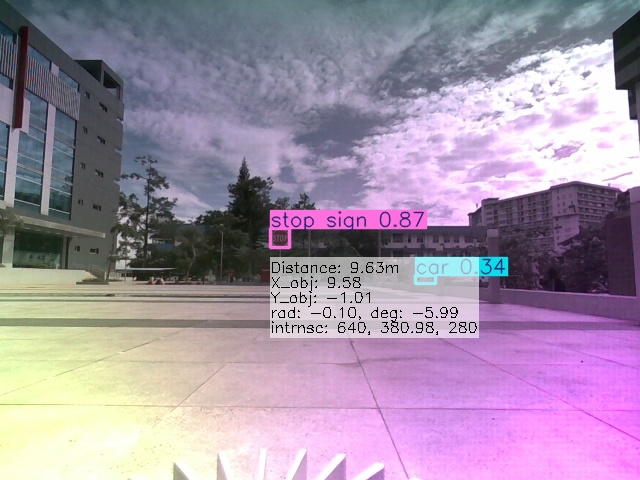 stop sign 0.87
STOP
car 0.34
Distance: 9.63m
X_obj: 9.58
Y_obj: -1.01
rad: -0.10, deg: -5.99
intrnsc: 640, 380.98, 280